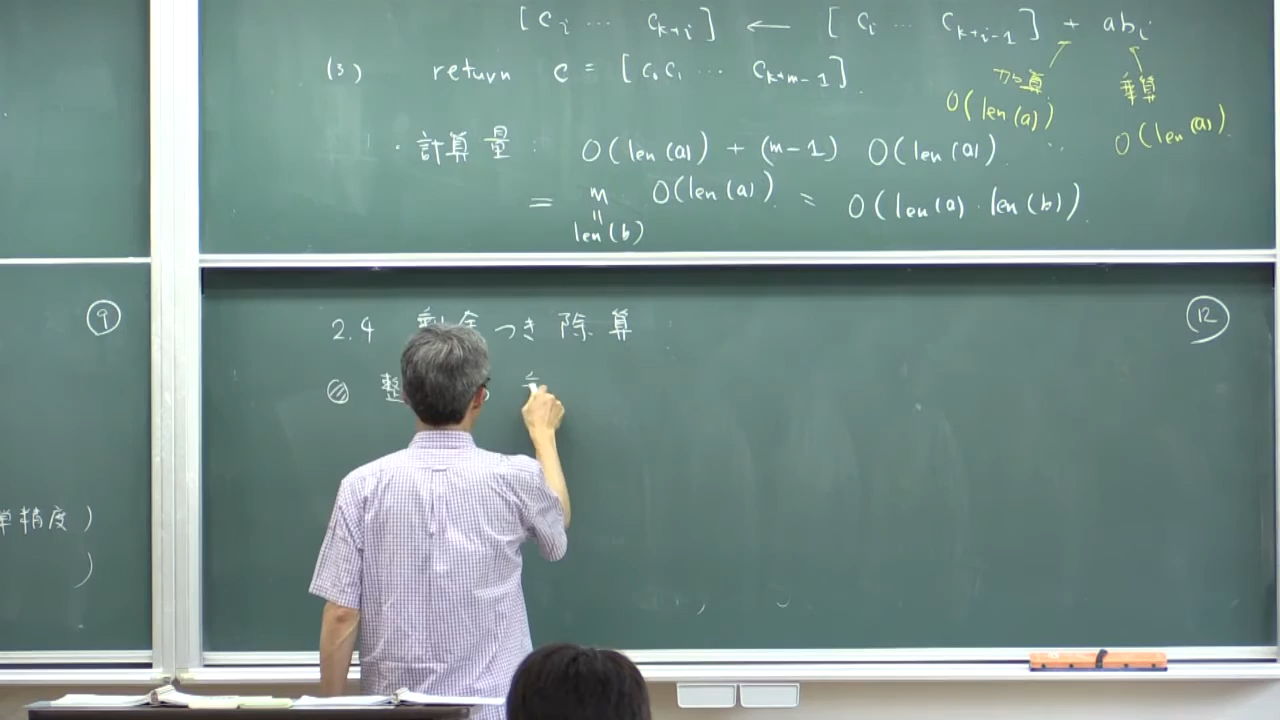 [ c_i … c_{k+i} ] ← [ c_i … c_{k+i-1} ] + ab_i
(3) return c = [ c_0 c_1 … c_{k+m-1} ].
加算
O(len(a))
乗算
O(len(a)).
・計算量: O(len(a)) + (m-1) O(len(a)).
= m O(len(a)) = O(len(a)・len(b)).
||
len(b)
⑨
単精度)
)
2.4 剰余つき除算
⑫
整